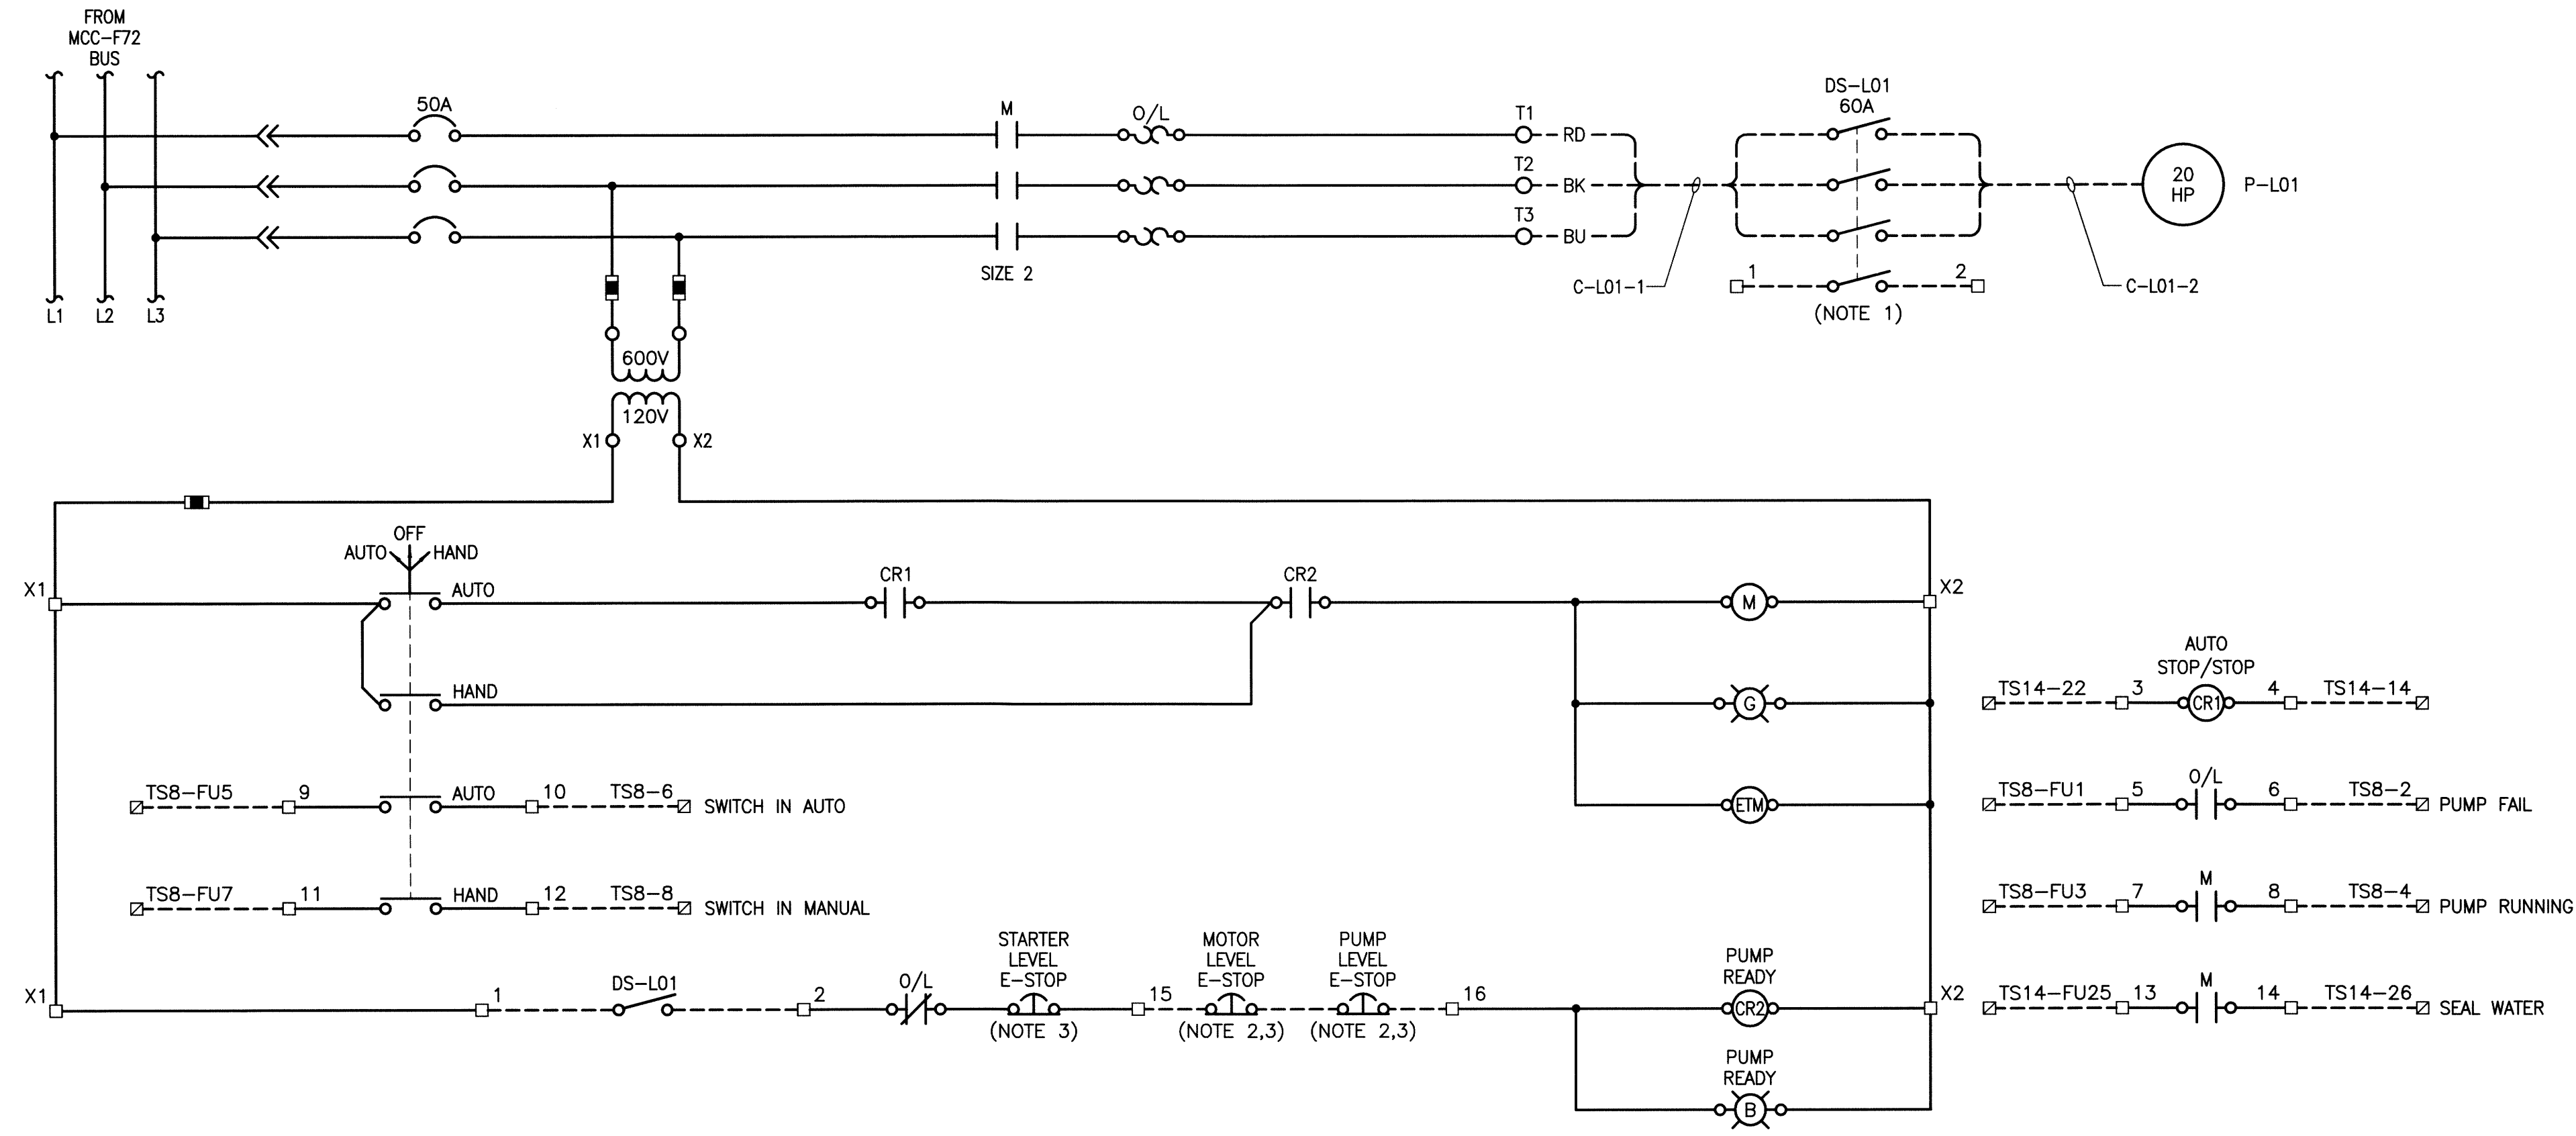 FROM
MCC-F72
BUS
L1
L2
L3
50A
M
SIZE 2
O/L
T1
RD
T2
BK
T3
BU
C-L01-1
DS-L01
60A
1
2
(NOTE 1)
C-L01-2
20
HP
P-L01
600V
120V
X1
X2
OFF
AUTO
HAND
X1
AUTO
CR1
CR2
M
X2
HAND
G
ETM
TS8-FU5
9
AUTO
10
TS8-6
SWITCH IN AUTO
TS8-FU7
11
HAND
12
TS8-8
SWITCH IN MANUAL
X1
1
DS-L01
2
O/L
STARTER
LEVEL
E-STOP
(NOTE 3)
15
MOTOR
LEVEL
E-STOP
(NOTE 2,3)
PUMP
LEVEL
E-STOP
(NOTE 2,3)
16
PUMP
READY
CR2
X2
PUMP
READY
B
AUTO
STOP/STOP
TS14-22
3
CR1
4
TS14-14
TS8-FU1
5
O/L
6
TS8-2
PUMP FAIL
TS8-FU3
7
M
8
TS8-4
PUMP RUNNING
TS14-FU25
13
M
14
TS14-26
SEAL WATER